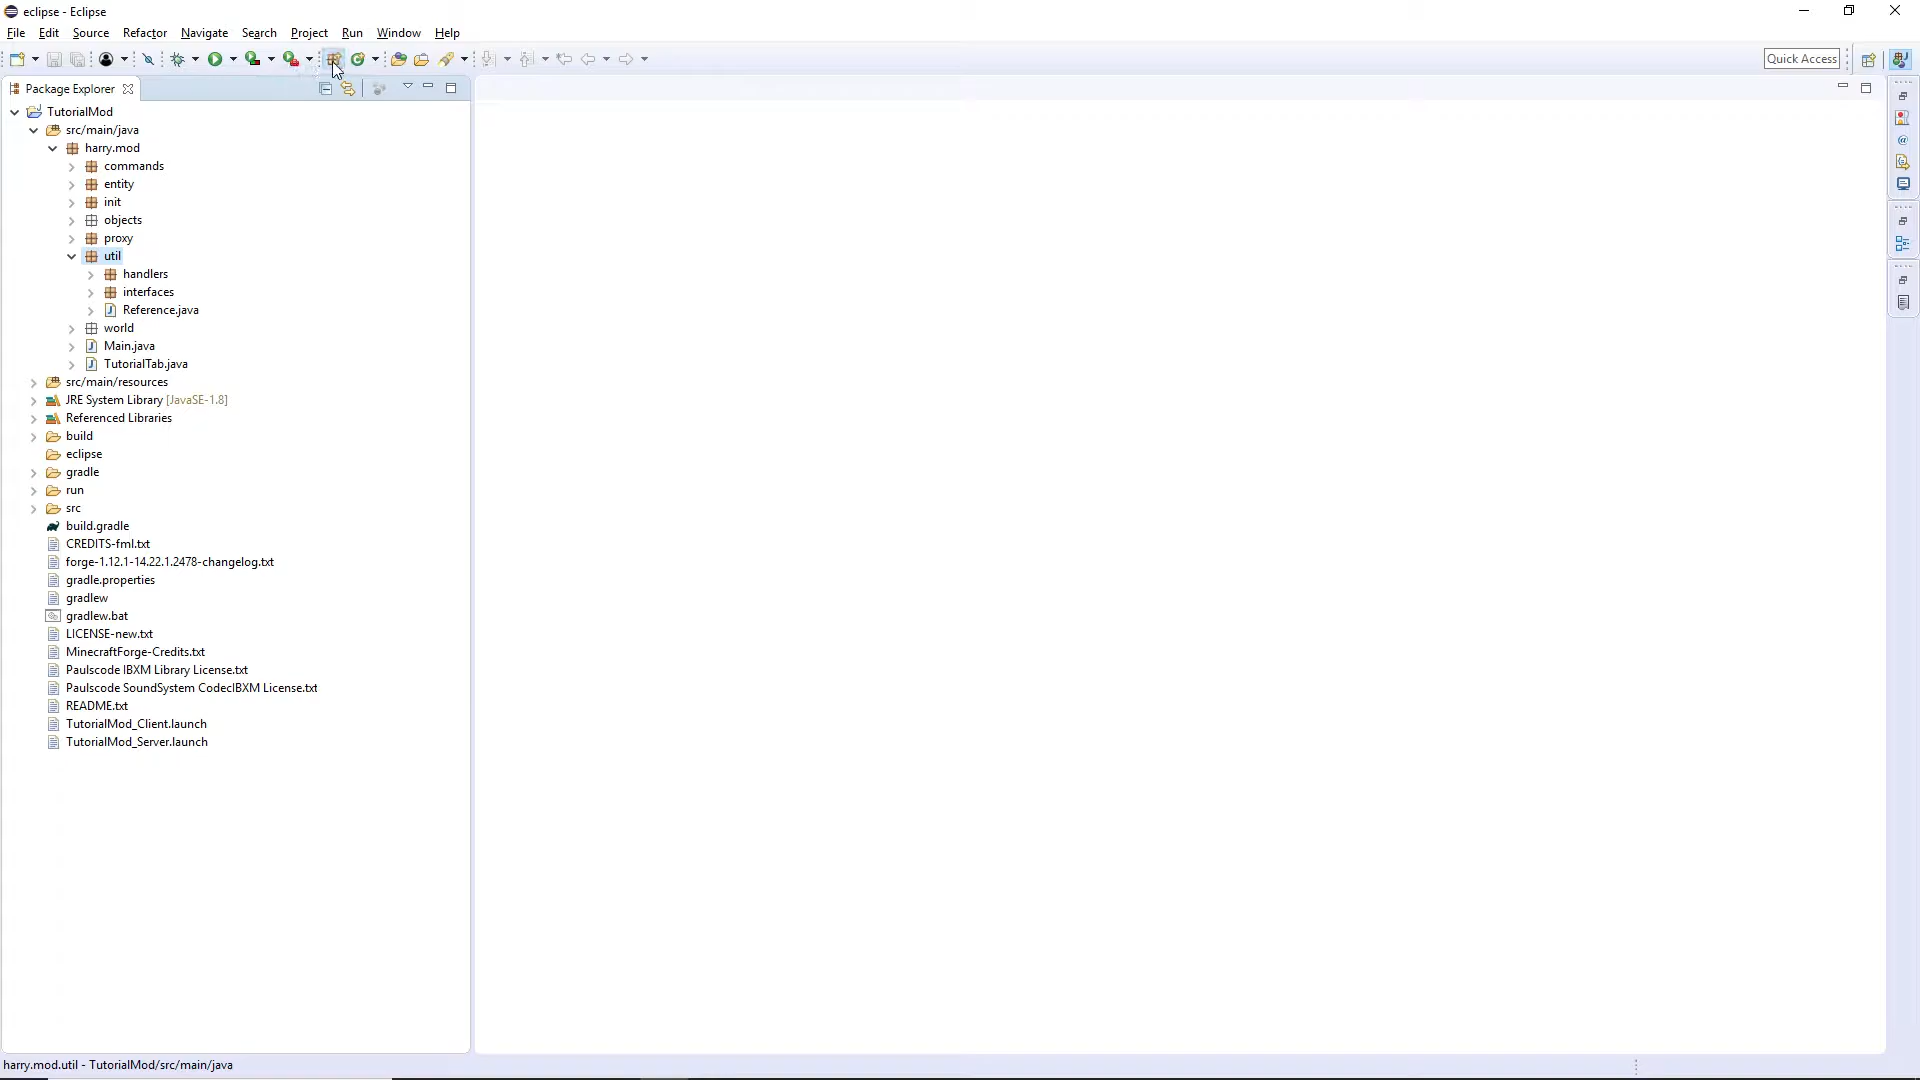 eclipse - Eclipse
File Edit Source Refactor Navigate Search Project Run Window Help
Quick Access
Package Explorer
TutorialMod
src/main/java
harry.mod
commands
entity
init
objects
proxy
util
handlers
interfaces
Reference.java
world
Main.java
TutorialTab.java
src/main/resources
JRE System Library [JavaSE-1.8]
Referenced Libraries
build
eclipse
gradle
run
src
build.gradle
CREDITS-fml.txt
forge-1.12.1-14.22.1.2478-changelog.txt
gradle.properties
gradlew
gradlew.bat
LICENSE-new.txt
MinecraftForge-Credits.txt
Paulscode IBXM Library License.txt
Paulscode SoundSystem CodecIBXM License.txt
README.txt
TutorialMod_Client.launch
TutorialMod_Server.launch
harry.mod.util - TutorialMod/src/main/java